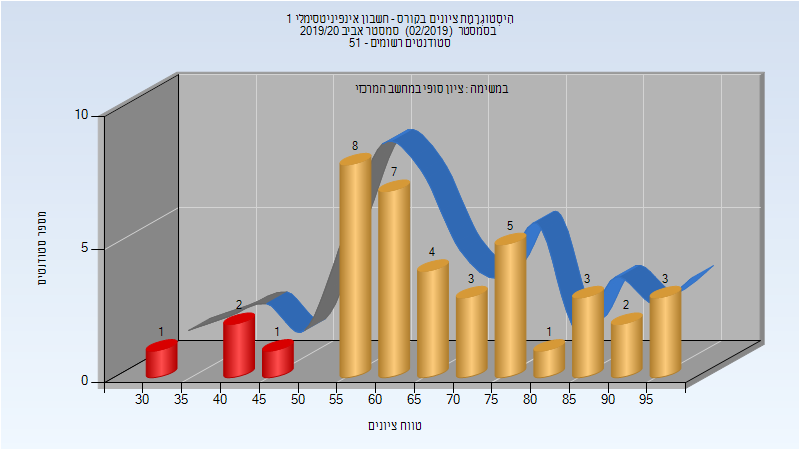 היסטוגרמת ציונים בקורס - חשבון אינפיניטסימלי 1
בסמסטר (02/2019) סמסטר אביב 2019/20
סטודנטים רשומים - 51
במשימה : ציון סופי במחשב המרכזי
10
5
0
מספר סטודנטים
1
2
1
8
7
4
3
5
1
3
2
3
30 35 40 45 50 55 60 65 70 75 80 85 90 95
טווח ציונים